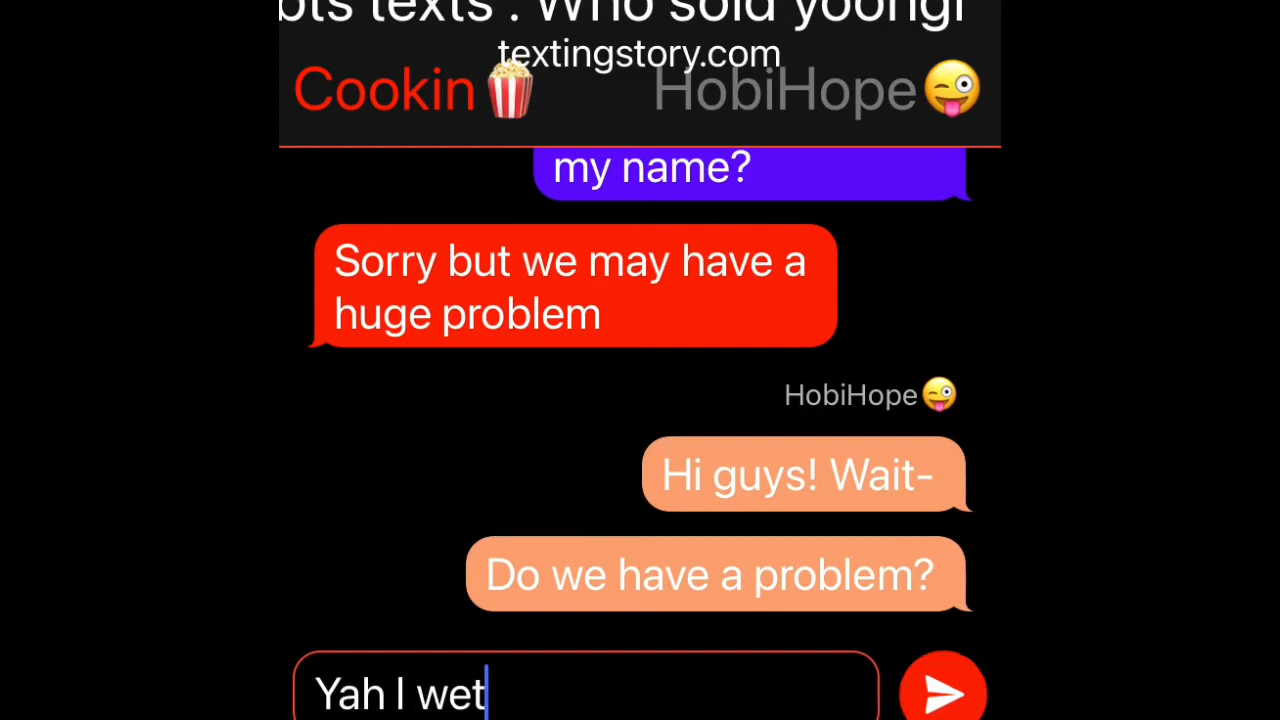 bts texts : Who sold yoongi
textingstory.com
Cookin🍿 HobiHope😜
my name?
Sorry but we may have a
huge problem
HobiHope😜
Hi guys! Wait-
Do we have a problem?
Yah I wet